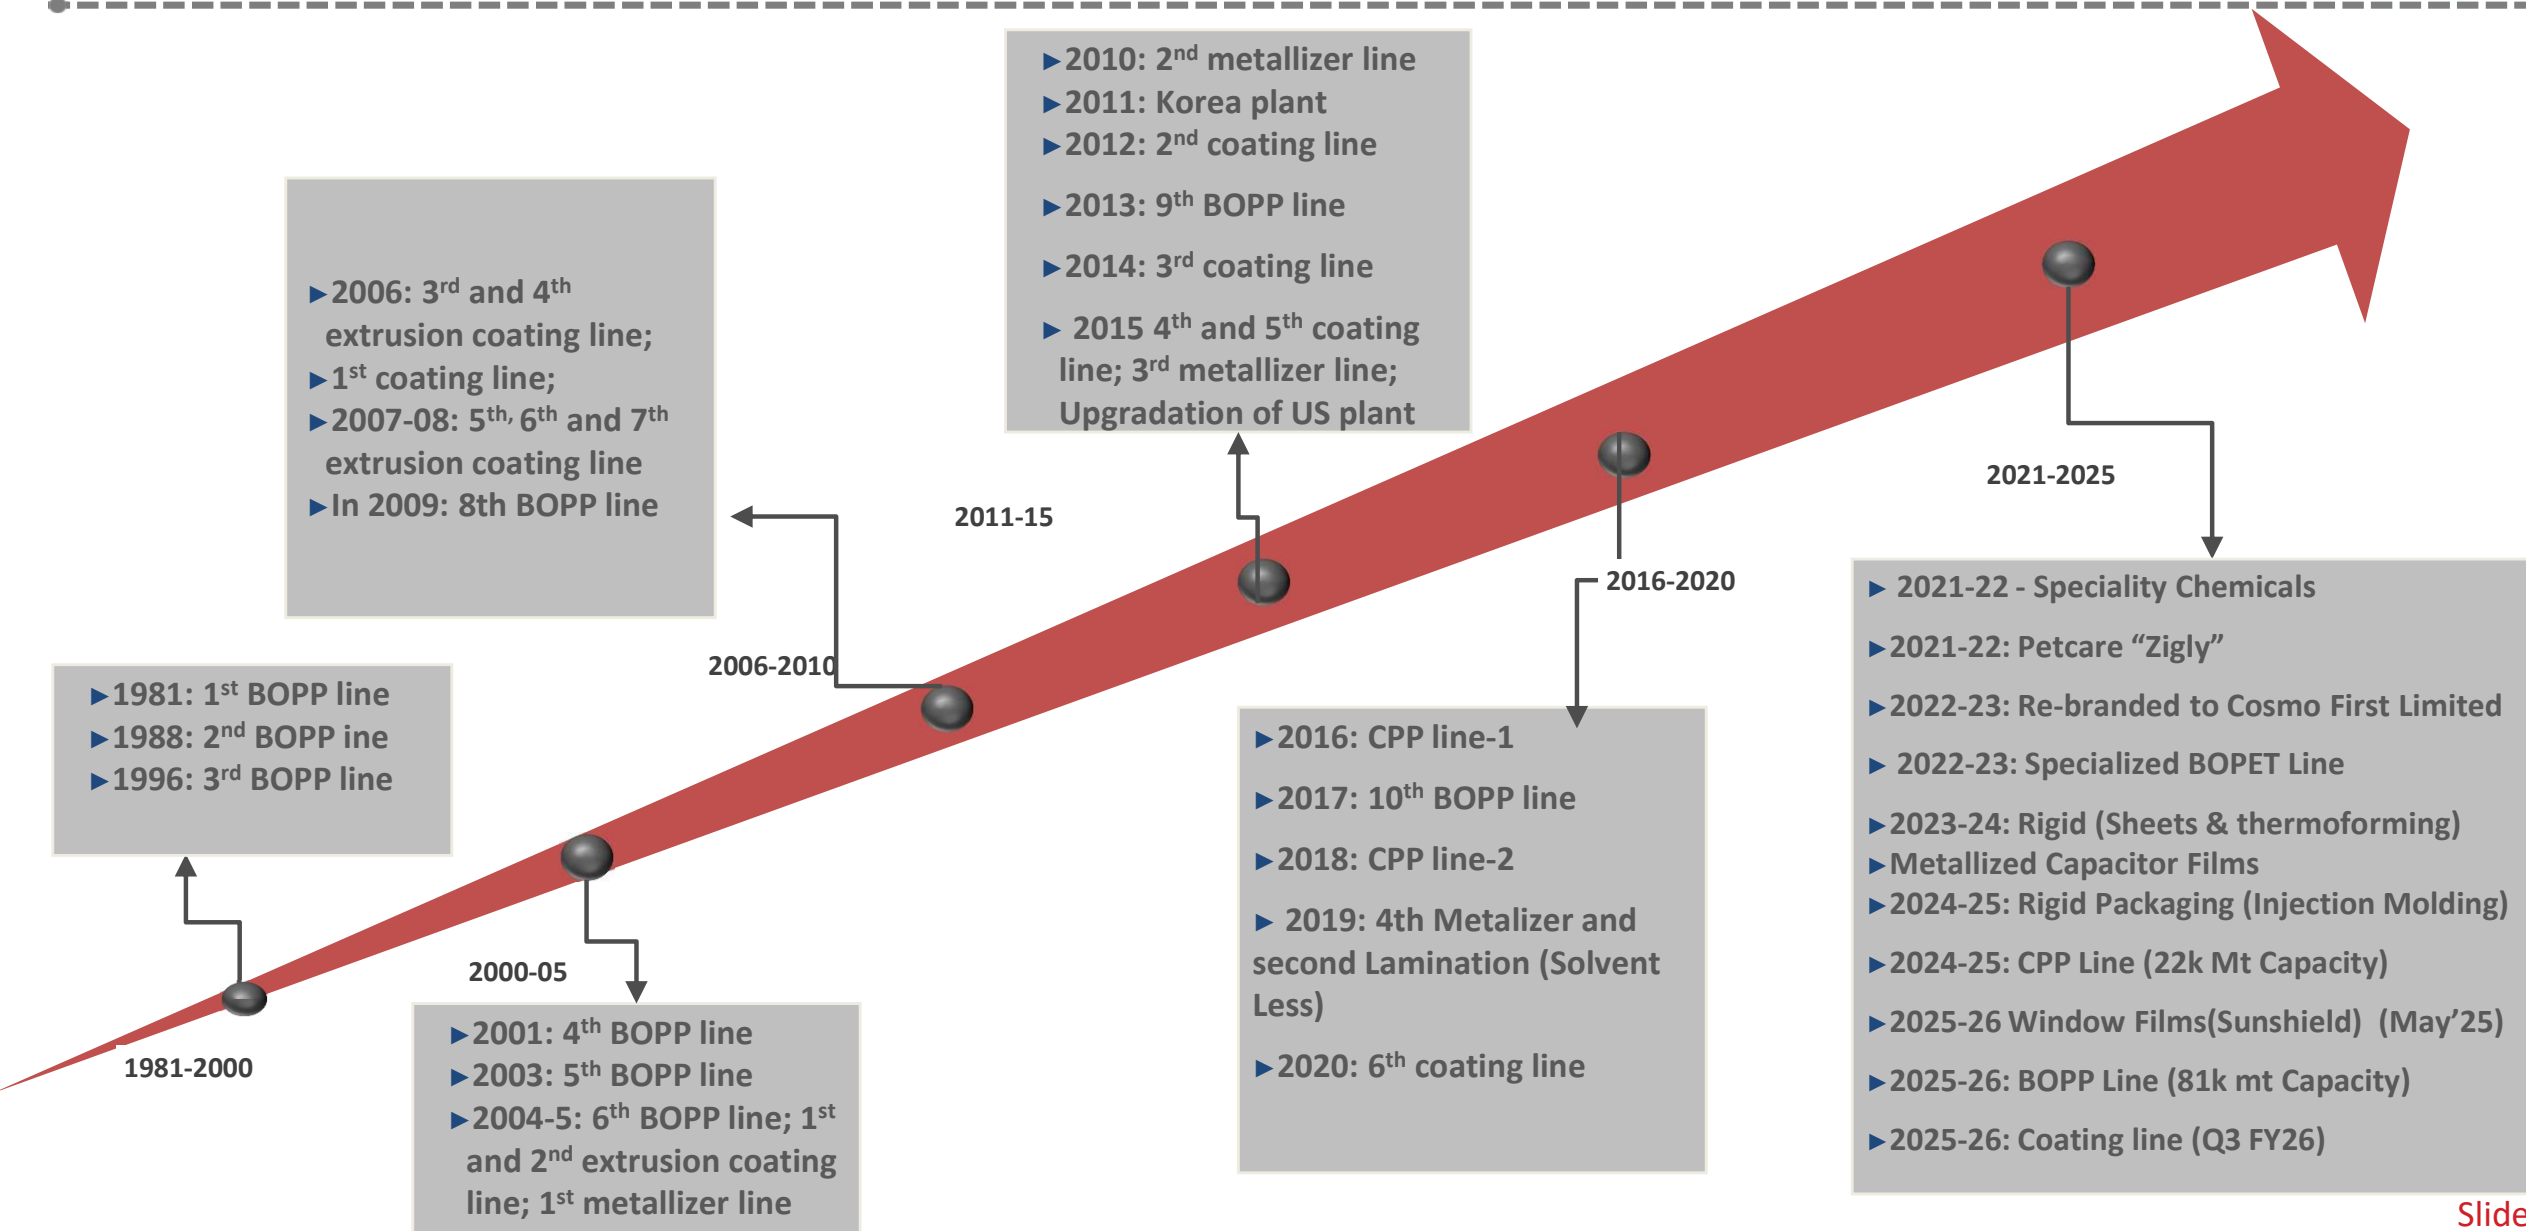 ►1981: 1st BOPP line
►1988: 2nd BOPP ine
►1996: 3rd BOPP line
1981-2000
2000-05
►2001: 4th BOPP line
►2003: 5th BOPP line
►2004-5: 6th BOPP line; 1st
and 2nd extrusion coating
line; 1st metallizer line
►2006: 3rd and 4th
extrusion coating line;
►1st coating line;
►2007-08: 5th, 6th and 7th
extrusion coating line
►In 2009: 8th BOPP line
2006-2010
►2010: 2nd metallizer line
►2011: Korea plant
►2012: 2nd coating line
►2013: 9th BOPP line
►2014: 3rd coating line
► 2015 4th and 5th coating
line; 3rd metallizer line;
Upgradation of US plant
2011-15
2016-2020
►2016: CPP line-1
►2017: 10th BOPP line
►2018: CPP line-2
► 2019: 4th Metalizer and
second Lamination (Solvent
Less)
►2020: 6th coating line
2021-2025
► 2021-22 - Speciality Chemicals
►2021-22: Petcare “Zigly”
►2022-23: Re-branded to Cosmo First Limited
► 2022-23: Specialized BOPET Line
►2023-24: Rigid (Sheets & thermoforming)
►Metallized Capacitor Films
►2024-25: Rigid Packaging (Injection Molding)
►2024-25: CPP Line (22k Mt Capacity)
►2025-26 Window Films(Sunshield) (May’25)
►2025-26: BOPP Line (81k mt Capacity)
►2025-26: Coating line (Q3 FY26)
Slide